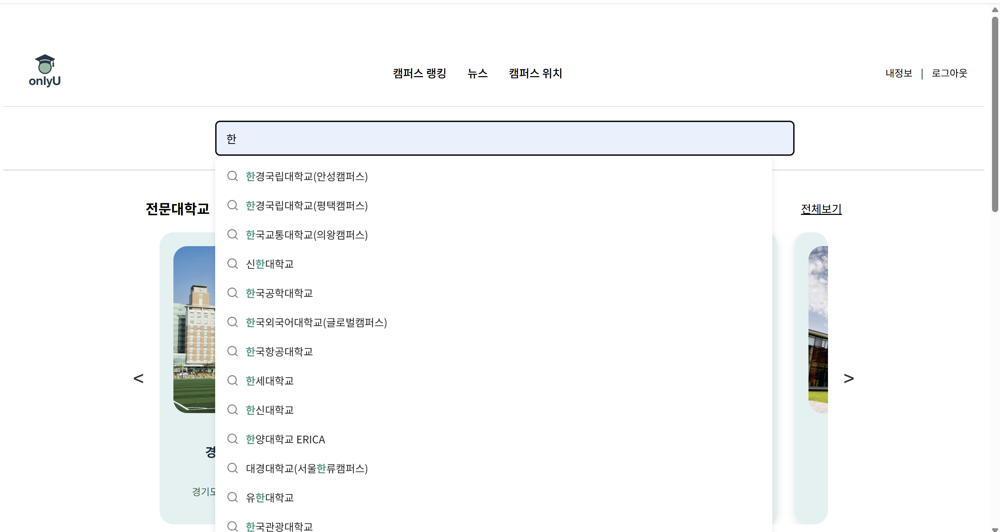 onlyU
캠퍼스 랭킹 뉴스 캠퍼스 위치
내정보 | 로그아웃
한
한경국립대학교(안성캠퍼스)
한경국립대학교(평택캠퍼스)
전문대학교
전체보기
한국교통대학교(의왕캠퍼스)
신한대학교
한국공학대학교
한국외국어대학교(글로벌캠퍼스)
한국항공대학교
<
>
한세대학교
한신대학교
한양대학교 ERICA
경
대경대학교(서울한류캠퍼스)
경기도
유한대학교
한국관광대학교